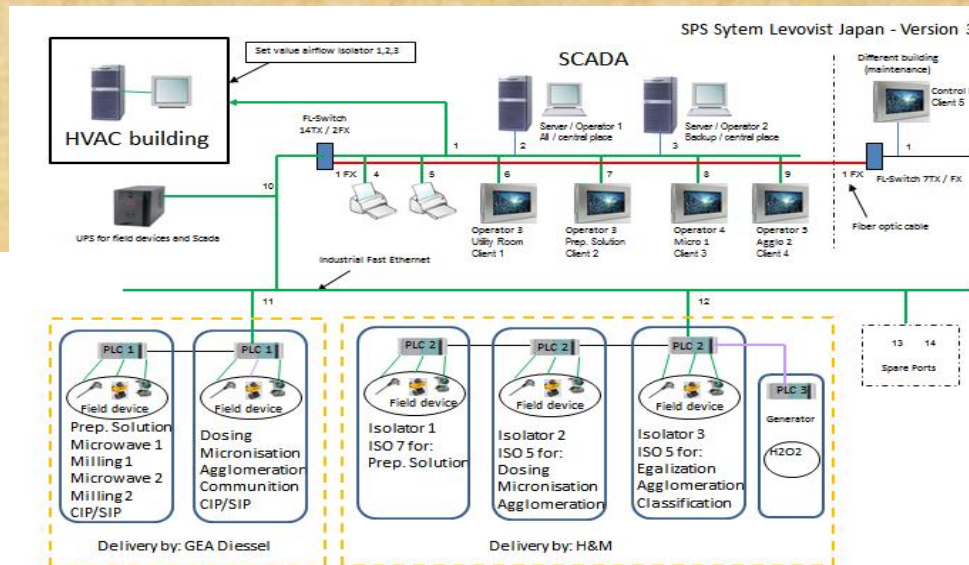 SPS Sytem Levovist Japan - Version 3
Set value airflow isolator 1,2,3
SCADA
Different building
(maintenance)
HVAC building
FL-Switch
14TX / 2FX
Server / Operator 1
All / central place
Server / Operator 2
Backup / central place
Control
Client 5
1
2
3
1
10
1 FX
4
5
6
7
8
9
1 FX
FL-Switch 7TX / FX
UPS for field devices and Scada
Operator 3
Utility Room
Client 1
Operator 3
Prep. Solution
Client 2
Operator 4
Micro 1
Client 3
Operator 5
Agglo 2
Client 4
Fiber optic cable
Industrial Fast Ethernet
11
12
13
14
Spare Ports
PLC 1
Field device
Prep. Solution
Microwave 1
Milling 1
Microwave 2
Milling 2
CIP/SIP
PLC 1
Field device
Dosing
Micronisation
Agglomeration
Communition
CIP/SIP
Delivery by: GEA Diessel
PLC 2
Field device
Isolator 1
ISO 7 for:
Prep. Solution
PLC 2
Field device
Isolator 2
ISO 5 for:
Dosing
Micronisation
Agglomeration
PLC 2
Field device
Isolator 3
ISO 5 for:
Egalization
Agglomeration
Classification
PLC 3
Generator
H2O2
Delivery by: H&M